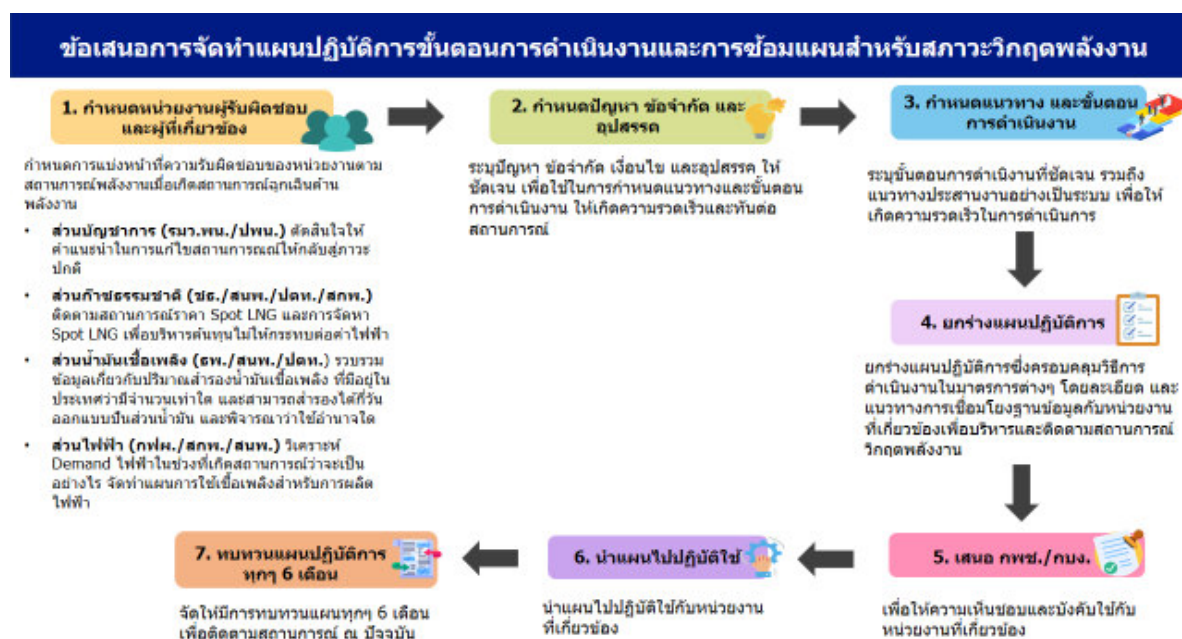 ข้อเสนอการจัดทำแผนปฏิบัติการขั้นตอนการดำเนินงานและการซ้อมแผนสำหรับสภาวะวิกฤตพลังงาน
1. กำหนดหน่วยงานผู้รับผิดชอบ
และผู้ที่เกี่ยวข้อง
กำหนดการแบ่งหน้าที่ความรับผิดชอบของหน่วยงานตาม
สถานการณ์พลังงานเมื่อเกิดสถานการณ์ฉุกเฉินด้าน
พลังงาน
• ส่วนบัญชาการ (รมว.พน./ปพน.) ตัดสินใจให้
คำแนะนำในการแก้ไขสถานการณณ์ให้กลับสู่ภาวะ
ปกติ
• ส่วนก๊าซธรรมชาติ (ชธ./สนพ./ปตท./สกพ.)
ติดตามสถานการณ์ราคา Spot LNG และการจัดหา
Spot LNG เพื่อบริหารต้นทุนไม่ให้กระทบต่อค่าไฟฟ้า
• ส่วนน้ำมันเชื้อเพลิง (ธพ./สนพ./ปตท.) รวบรวม
ข้อมูลเกี่ยวกับปริมาณสำรองน้ำมันเชื้อเพลิง ที่มีอยู่ใน
ประเทศว่ามีจำนวนเท่าใด และสามารถสำรองได้กี่วัน
ออกแบบปันส่วนน้ำมัน และพิจารณาว่าใช้อำนาจใด
• ส่วนไฟฟ้า (กฟผ./สกพ./สนพ.) วิเคราะห์
Demand ไฟฟ้าในช่วงที่เกิดสถานการณ์ว่าจะเป็น
อย่างไร จัดทำแผนการใช้เชื้อเพลิงสำหรับการผลิต
ไฟฟ้า
2. กำหนดปัญหา ข้อจำกัด และ
อุปสรรค
ระบุปัญหา ข้อจำกัด เงื่อนไข และอุปสรรค ให้
ชัดเจน เพื่อใช้ในการกำหนดแนวทางและขั้นตอน
การดำเนินงาน ให้เกิดความรวดเร็วและทันต่อ
สถานการณ์
3. กำหนดแนวทาง และขั้นตอน
การดำเนินงาน
ระบุขั้นตอนการดำเนิงานที่ชัดเจน รวมถึง
แนวทางประสานงานอย่างเป็นระบบ เพื่อให้
เกิดความรวดเร็วในการดำเนินการ
4. ยกร่างแผนปฏิบัติการ
ยกร่างแผนปฏิบัติการซึ่งครอบคลุมวิธีการ
ดำเนินงานในมาตรการต่างๆ โดยละเอียด และ
แนวทางการเชื่อมโยงฐานข้อมูลกับหน่วยงาน
ที่เกี่ยวข้องเพื่อบริหารและติดตามสถานการณ์
วิกฤตพลังงาน
5. เสนอ กพช./กบง.
เพื่อให้ความเห็นชอบและบังคับใช้กับ
หน่วยงานที่เกี่ยวข้อง
6. นำแผนไปปฏิบัติใช้
นำแผนไปปฏิบัติใช้กับหน่วยงาน
ที่เกี่ยวข้อง
7. ทบทวนแผนปฏิบัติการ
ทุกๆ 6 เดือน
จัดให้มีการทบทวนแผนทุกๆ 6 เดือน
เพื่อติดตามสถานการณ์ ณ ปัจจุบัน